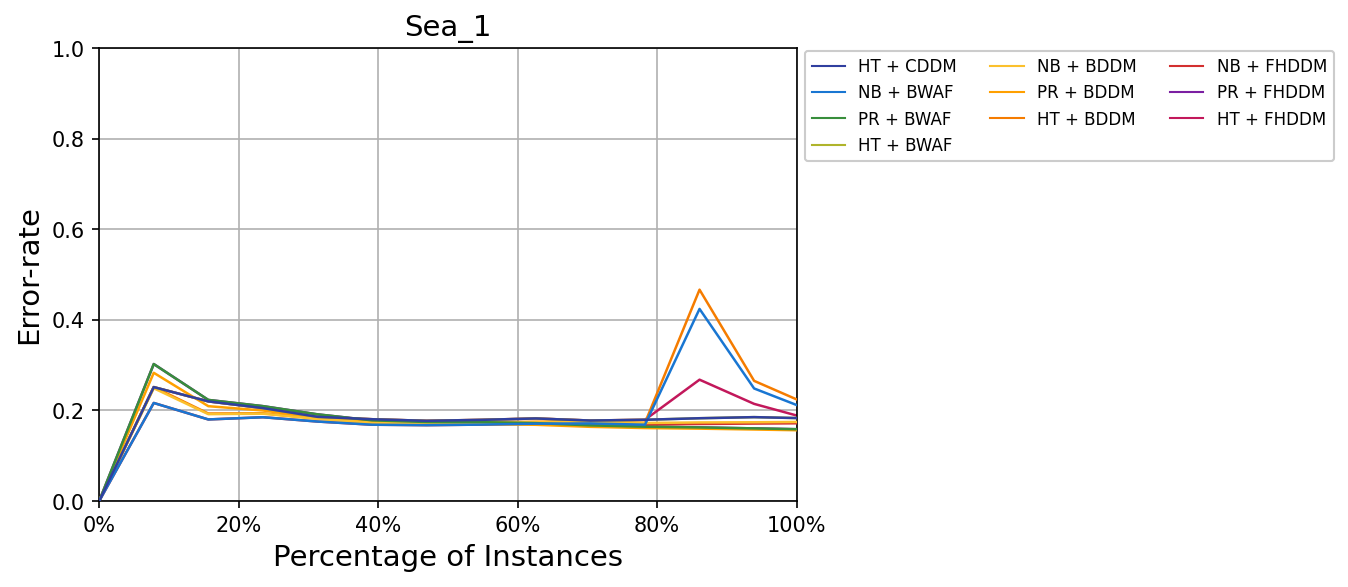 Sea_1
Error-rate
1.0
0.8
0.6
0.4
0.2
0.0
0%
20%
40%
60%
80%
100%
Percentage of Instances
HT + CDDM
NB + BWAF
PR + BWAF
HT + BWAF
NB + BDDM
PR + BDDM
HT + BDDM
NB + FHDDM
PR + FHDDM
HT + FHDDM